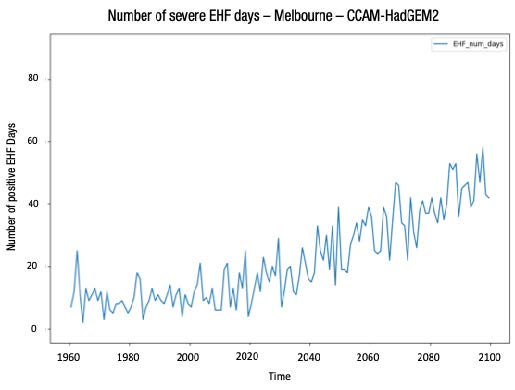 Number of severe EHF days – Melbourne – CCAM-HadGEM2
EHF_num_days
Number of positive EHF Days
80
60
40
20
0
1960 1980 2000 2020 2040 2060 2080 2100
Time